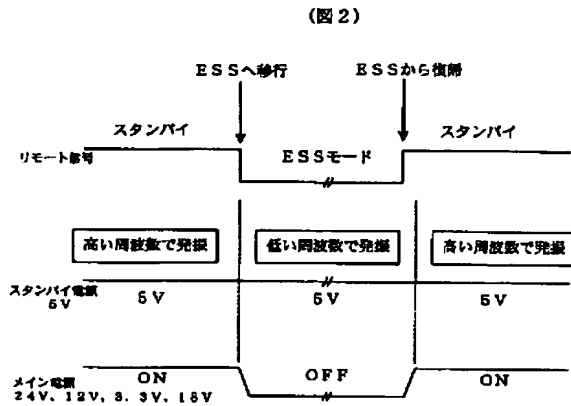 (図2)
ESSへ移行
ESSから復帰
スタンバイ
スタンバイ
リモート信号
ESSモード
高い周波数で発振
低い周波数で発振
高い周波数で発振
スタンバイ電源
5V
5V
5V
5V
メイン電源
24V、12V、3.3V、15V
ON
OFF
ON